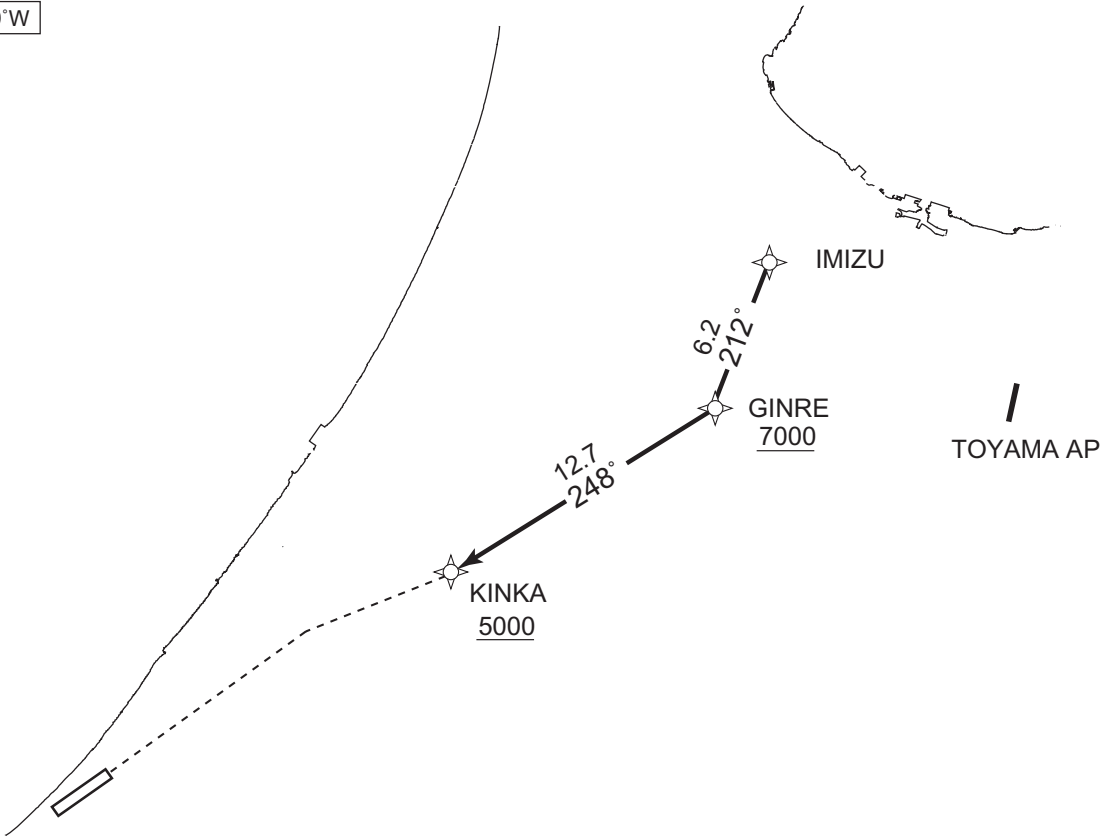 °W
IMIZU
6.2
212°
GINRE
7000
TOYAMA AP
12.7
248°
KINKA
5000